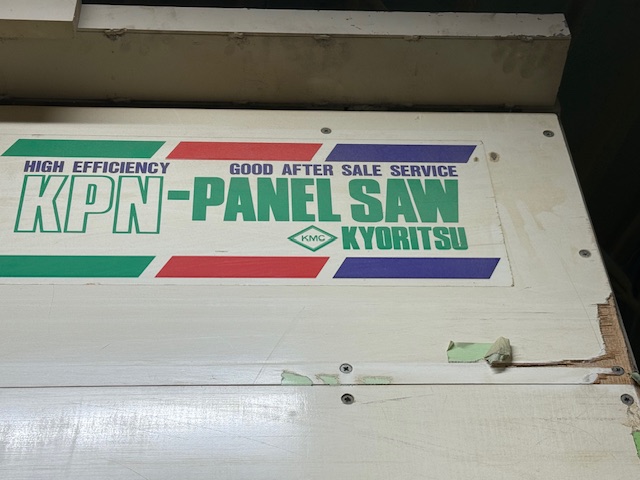 HIGH EFFICIENCY GOOD AFTER SALE SERVICE
KPN-PANEL SAW
KMC KYORITSU